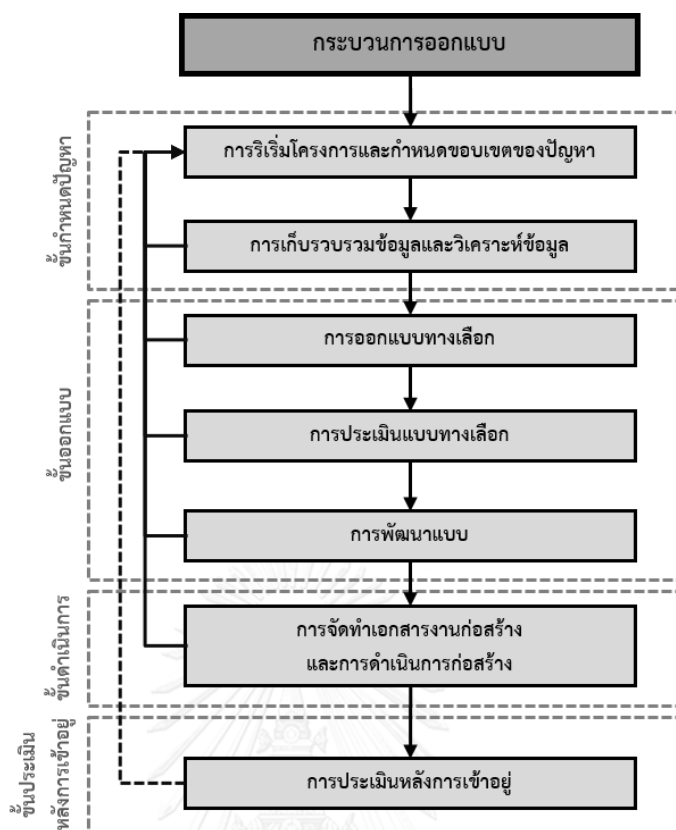 กระบวนการออกแบบ
ขั้นกำหนดปัญหา
การริเริ่มโครงการและกำหนดขอบเขตของปัญหา
การเก็บรวบรวมข้อมูลและวิเคราะห์ข้อมูล
ขั้นออกแบบ
การออกแบบทางเลือก
การประเมินแบบทางเลือก
การพัฒนาแบบ
ขั้นดำเนินการ
การจัดทำเอกสารงานก่อสร้าง
และการดำเนินการก่อสร้าง
ขั้นประเมิน
หลังการเข้าอยู่
การประเมินหลังการเข้าอยู่